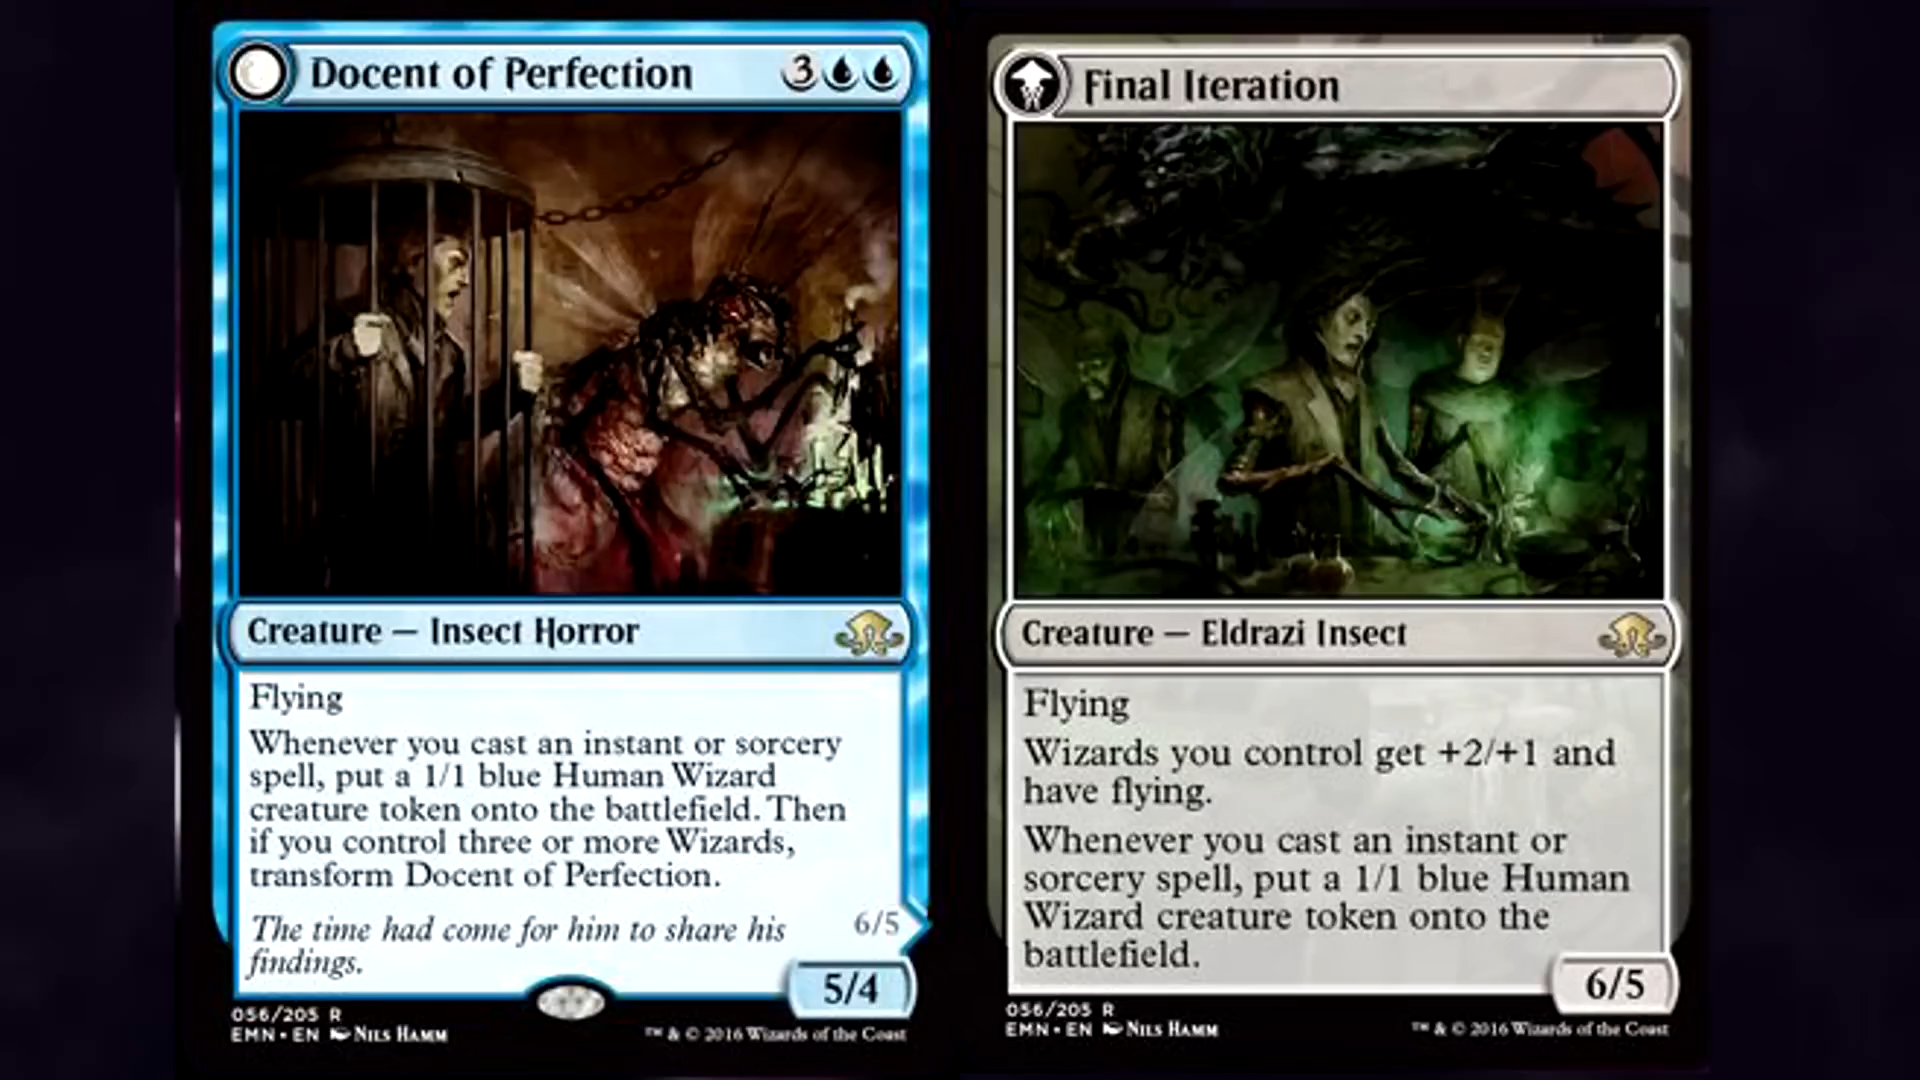 Docent of Perfection 3
Creature — Insect Horror
Flying
Whenever you cast an instant or sorcery
spell, put a 1/1 blue Human Wizard
creature token onto the battlefield. Then
if you control three or more Wizards,
transform Docent of Perfection.
The time had come for him to share his
findings.
6/5
5/4
056/205 R
EMN • EN Nils Hamm
™ & © 2016 Wizards of the Coast
Final Iteration
Creature — Eldrazi Insect
Flying
Wizards you control get +2/+1 and
have flying.
Whenever you cast an instant or
sorcery spell, put a 1/1 blue Human
Wizard creature token onto the
battlefield.
6/5
056/205 R
EMN • EN Nils Hamm
™ & © 2016 Wizards of the Coast